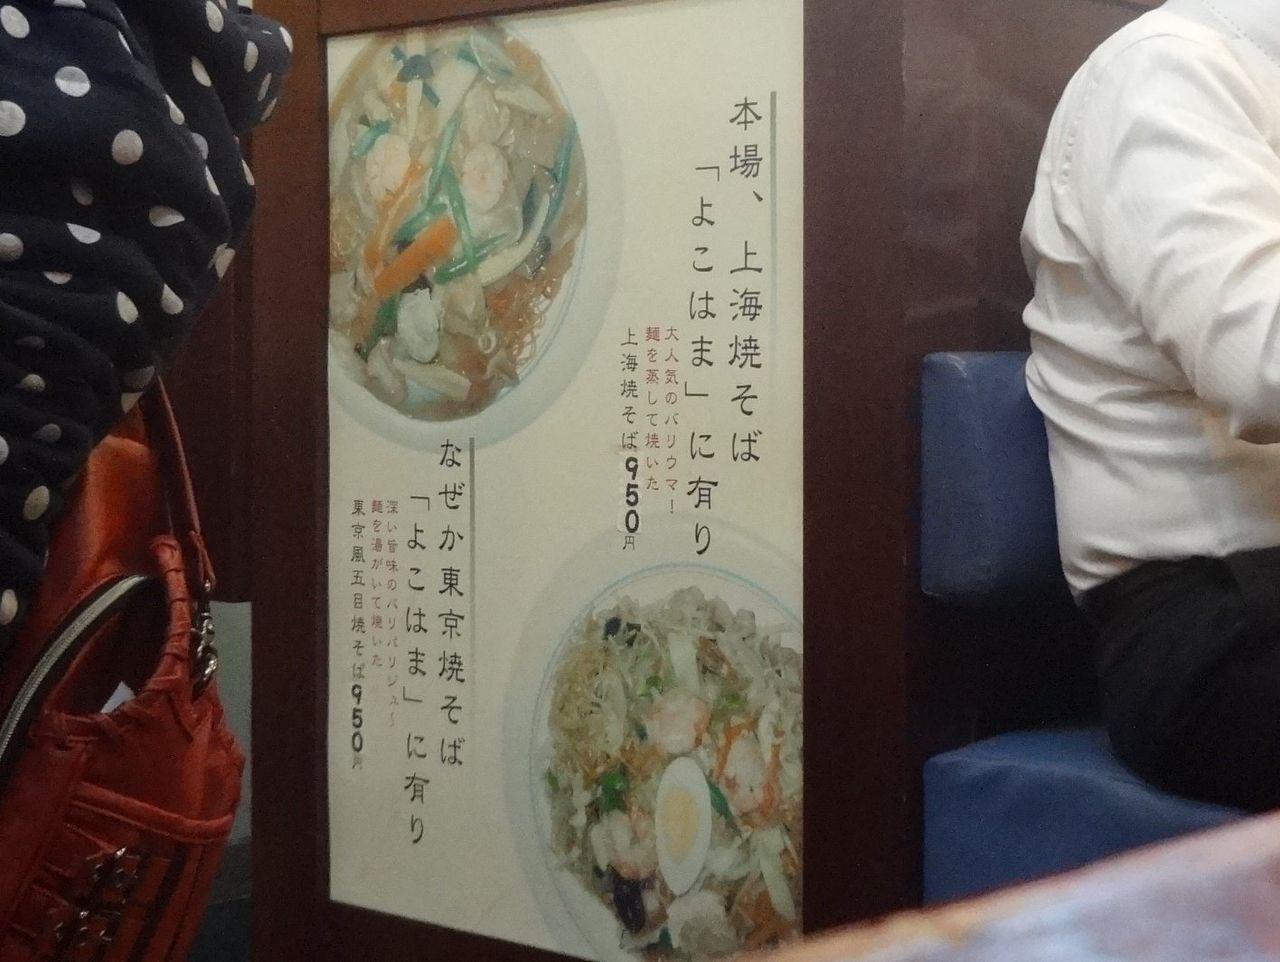 本場、上海焼そば
「よこはま」に有り
大人気のパリウマ！
麺を蒸して焼いた
上海焼そば950円
なぜか東京焼そば
「よこはま」に有り
深い旨味のパリパリジュ〜
麺を湯がいて焼いた
東京風五目焼そば950円